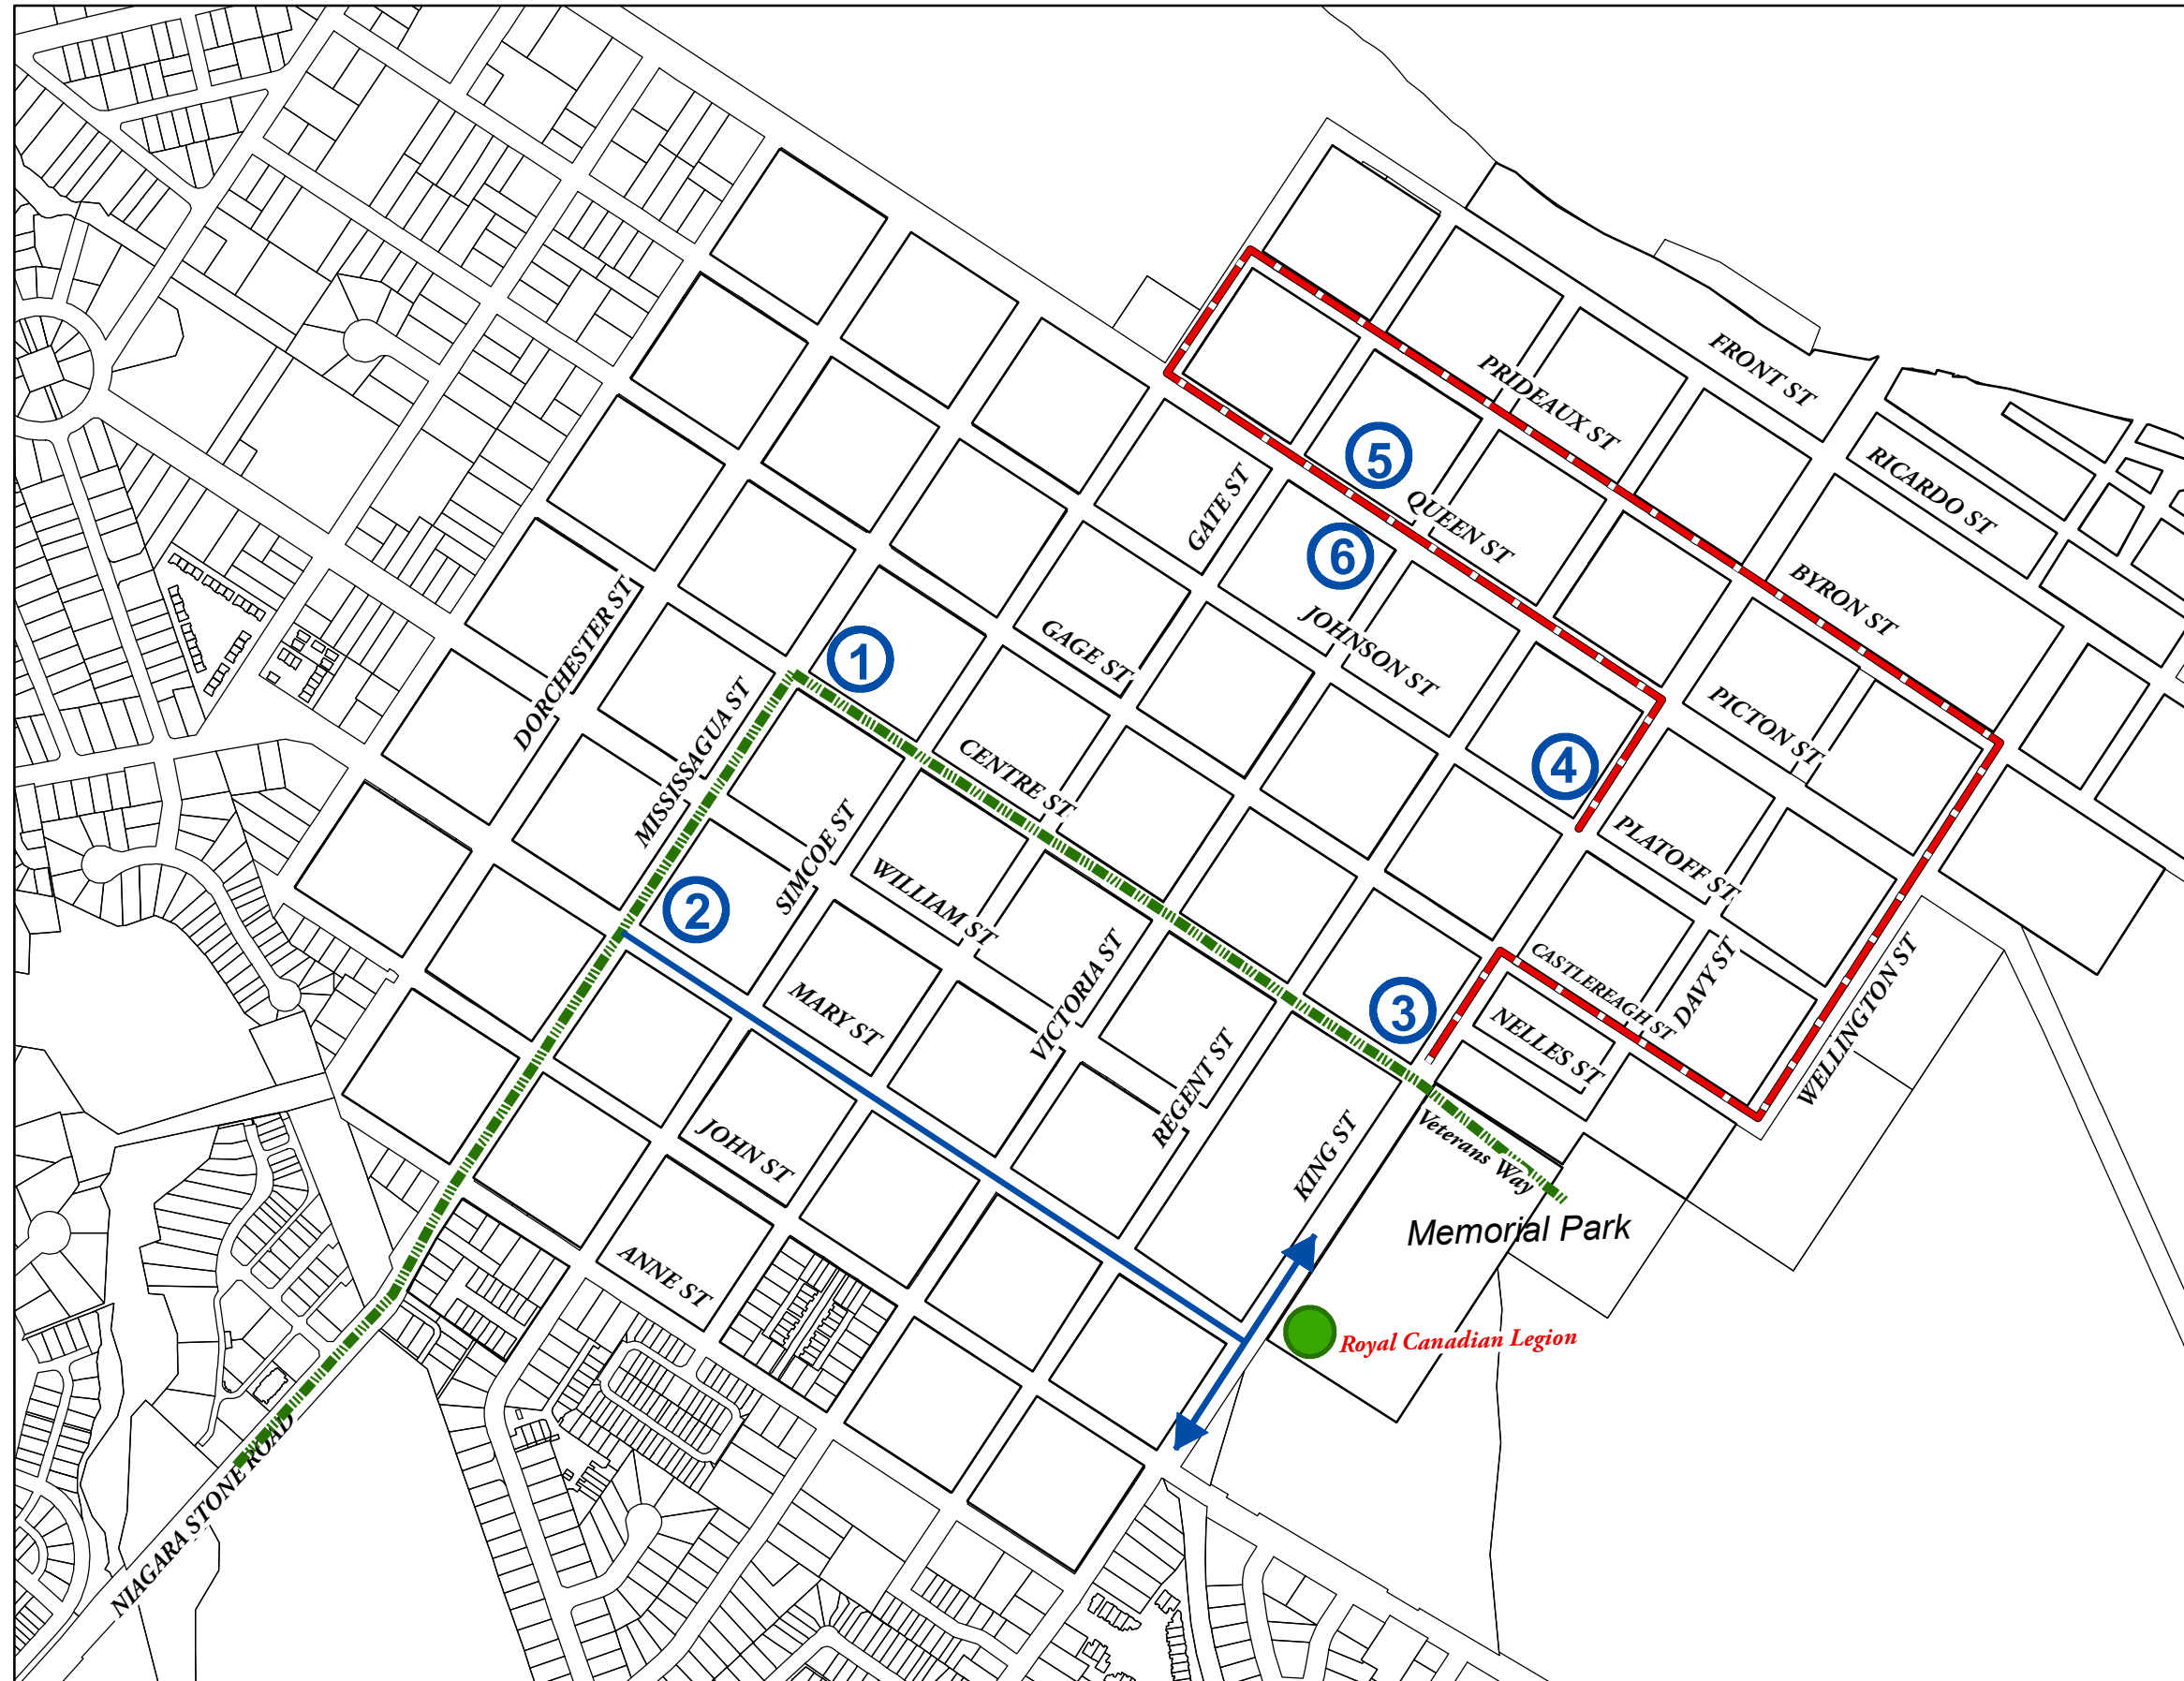 FRONT ST
PRIDEAUX ST
RICARDO ST
5
QUEEN ST
GATE ST
6
BYRON ST
JOHNSON ST
GAGE ST
1
DORCHESTER ST
MISSISSAGUA ST
PICTON ST
4
CENTRE ST
PLATOFF ST
SIMCOE ST
2
WILLIAM ST
CASTLEREAGH ST
DAVY ST
WELLINGTON ST
3
MARY ST
VICTORIA ST
NELLES ST
REGENT ST
JOHN ST
KING ST
Veterans Way
Memorial Park
ANNE ST
Royal Canadian Legion
NIAGARA STONE ROAD